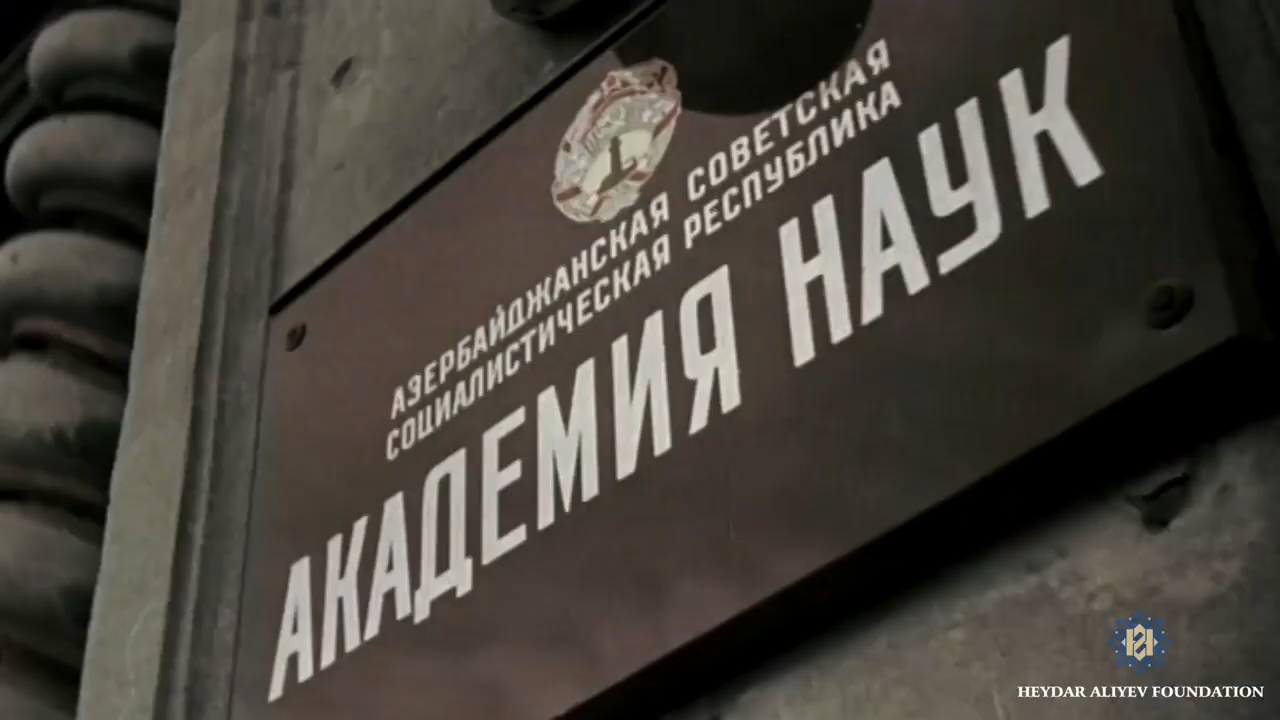 АЗЕРБАЙДЖАНСКАЯ СОВЕТСКАЯ
СОЦИАЛИСТИЧЕСКАЯ РЕСПУБЛИКА
АКАДЕМИЯ НАУК
HEYDAR ALIYEV FOUNDATION